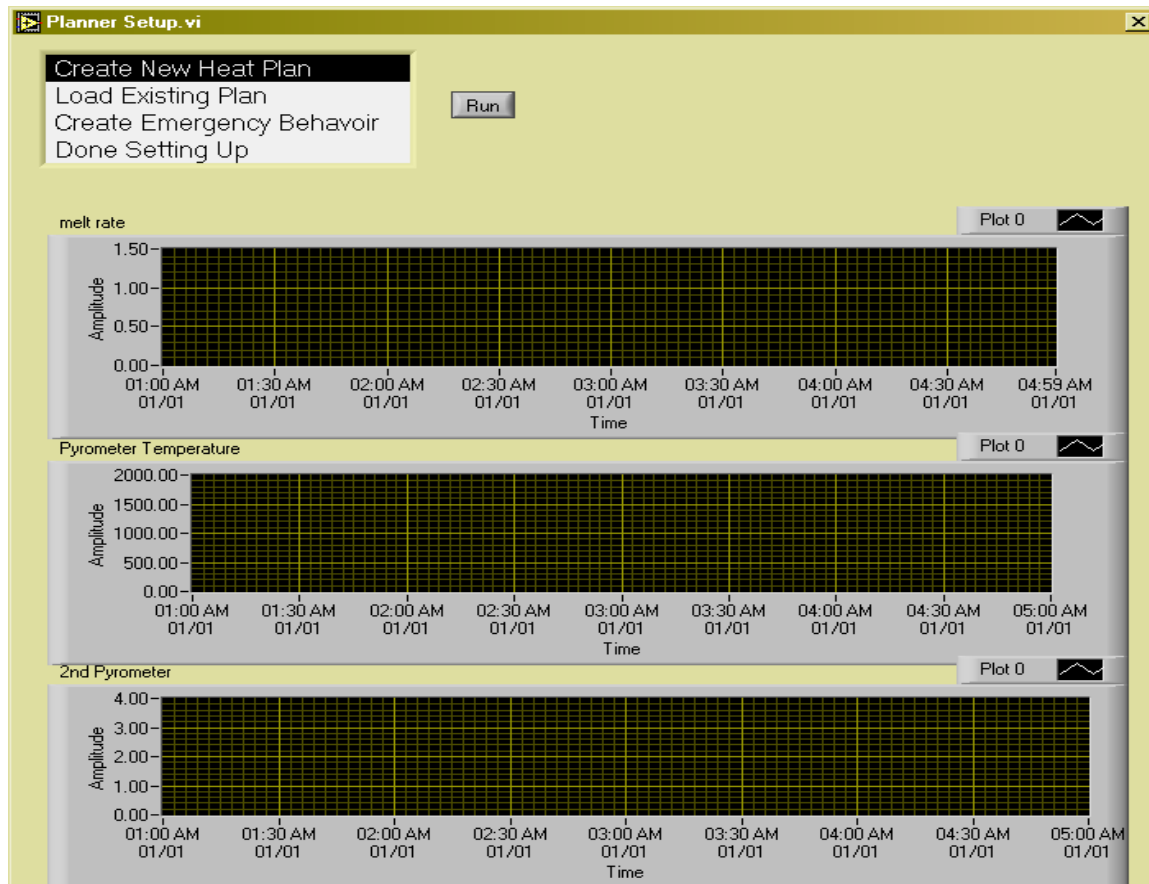 Planner Setup.vi
Create New Heat Plan
Load Existing Plan
Create Emergency Behavoir
Done Setting Up
Run
melt rate
Plot 0
1.50
1.00
0.50
0.00
Amplitude
01:00 AM 01:30 AM 02:00 AM 02:30 AM 03:00 AM 03:30 AM 04:00 AM 04:30 AM 04:59 AM
01/01 01/01 01/01 01/01 01/01 01/01 01/01 01/01 01/01
Time
Pyrometer Temperature
Plot 0
2000.00
1500.00
1000.00
500.00
0.00
Amplitude
01:00 AM 01:30 AM 02:00 AM 02:30 AM 03:00 AM 03:30 AM 04:00 AM 04:30 AM 05:00 AM
01/01 01/01 01/01 01/01 01/01 01/01 01/01 01/01 01/01
Time
2nd Pyrometer
Plot 0
4.00
3.00
2.00
1.00
0.00
Amplitude
01:00 AM 01:30 AM 02:00 AM 02:30 AM 03:00 AM 03:30 AM 04:00 AM 04:30 AM 05:00 AM
01/01 01/01 01/01 01/01 01/01 01/01 01/01 01/01 01/01
Time